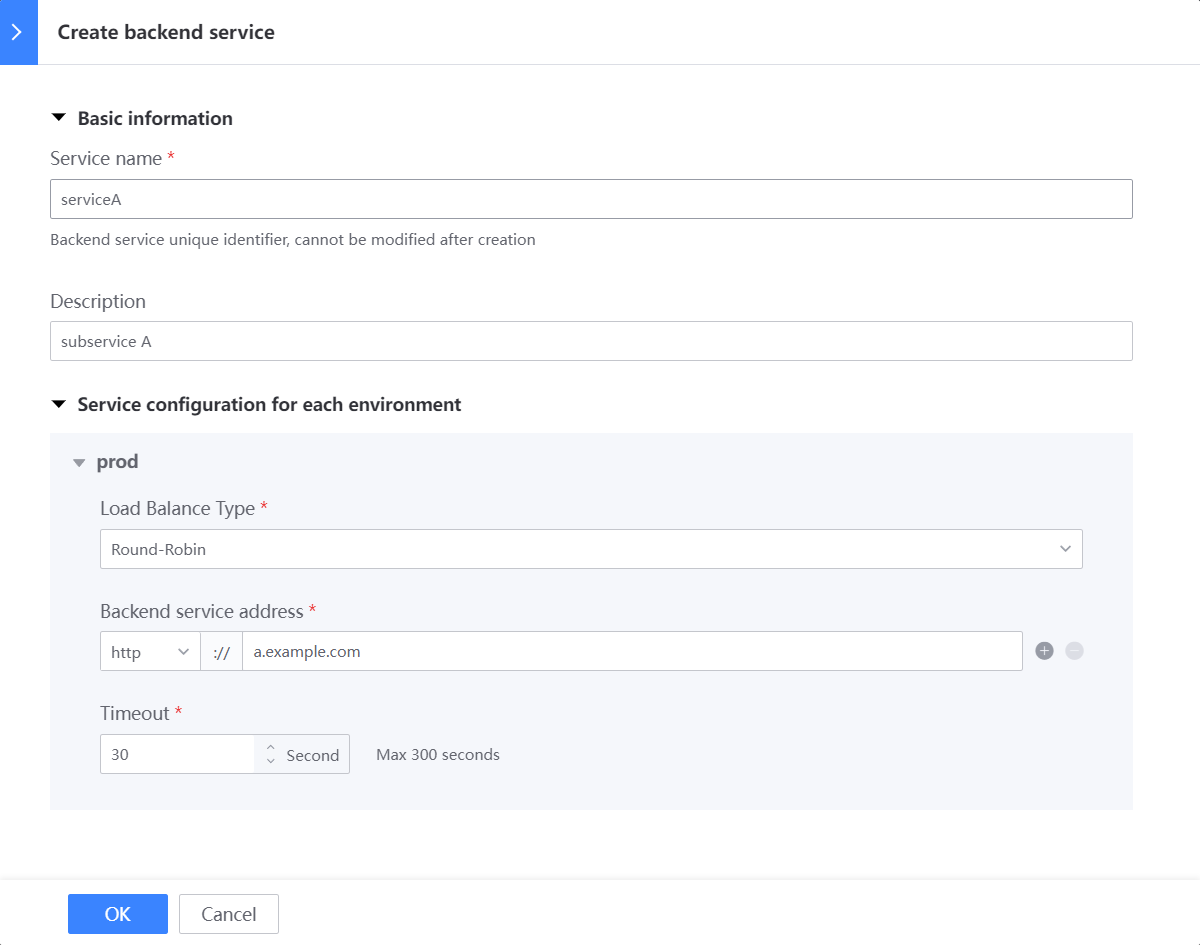 Create backend service
Basic information
Service name *
serviceA
Backend service unique identifier, cannot be modified after creation
Description
subservice A
Service configuration for each environment
prod
Load Balance Type *
Round-Robin
Backend service address *
http :// a.example.com
Timeout *
30 Second Max 300 seconds
OK Cancel